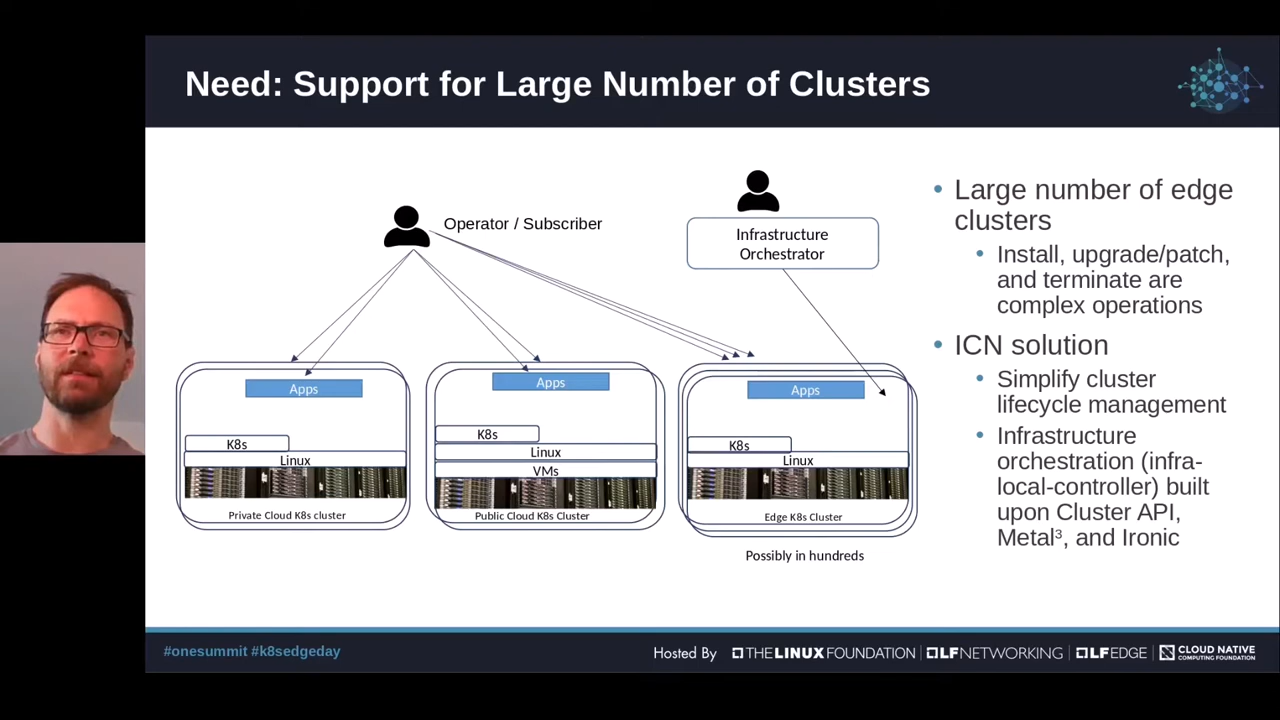 Need: Support for Large Number of Clusters
Operator / Subscriber
Infrastructure
Orchestrator
Apps
K8s
Linux
Private Cloud K8s cluster
Apps
K8s
Linux
VMs
Public Cloud K8s Cluster
Apps
K8s
Linux
Edge K8s Cluster
Possibly in hundreds
• Large number of edge
clusters
• Install, upgrade/patch,
and terminate are
complex operations
• ICN solution
• Simplify cluster
lifecycle management
• Infrastructure
orchestration (infra-
local-controller) built
upon Cluster API,
Metal³, and Ironic
#onesummit #k8sedgeday
Hosted By
THE LINUX FOUNDATION
LFNETWORKING
LFEDGE
CLOUD NATIVE
COMPUTING FOUNDATION